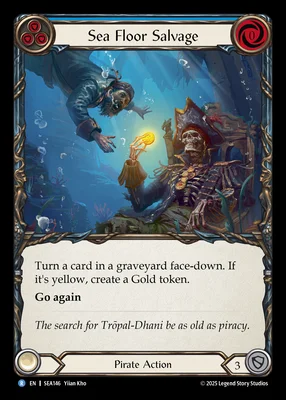 Sea Floor Salvage
Turn a card in a graveyard face-down. If
it's yellow, create a Gold token.
Go again
The search for Trōpal-Dhani be as old as piracy.
Pirate Action
3
R EN | SEA146 Yiian Kho
© 2025 Legend Story Studios